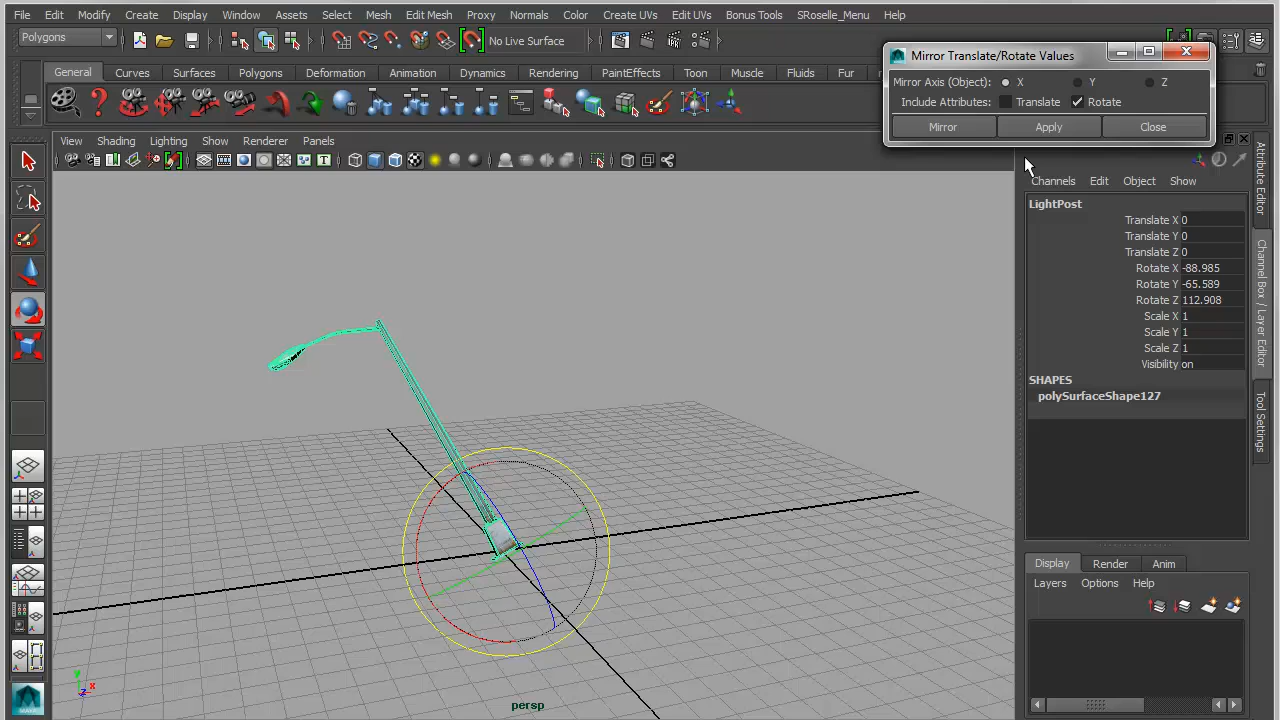 File Edit Modify Create Display Window Assets Select Mesh Edit Mesh Proxy Normals Color Create UVs Edit UVs Bonus Tools SRoselle_Menu Help
Polygons No Live Surface
Mirror Translate/Rotate Values
General Curves Surfaces Polygons Deformation Animation Dynamics Rendering PaintEffects Toon Muscle Fluids Fur
Mirror Axis (Object): X Y Z
Include Attributes: Translate Rotate
Mirror Apply Close
View Shading Lighting Show Renderer Panels
Channels Edit Object Show
LightPost
Translate X 0
Translate Y 0
Translate Z 0
Rotate X -88.985
Rotate Y -65.589
Rotate Z 112.908
Scale X 1
Scale Y 1
Scale Z 1
Visibility on
SHAPES
polySurfaceShape127
Attribute Editor
Channel Box / Layer Editor
Tool Settings
Display Render Anim
Layers Options Help
y
z x
persp